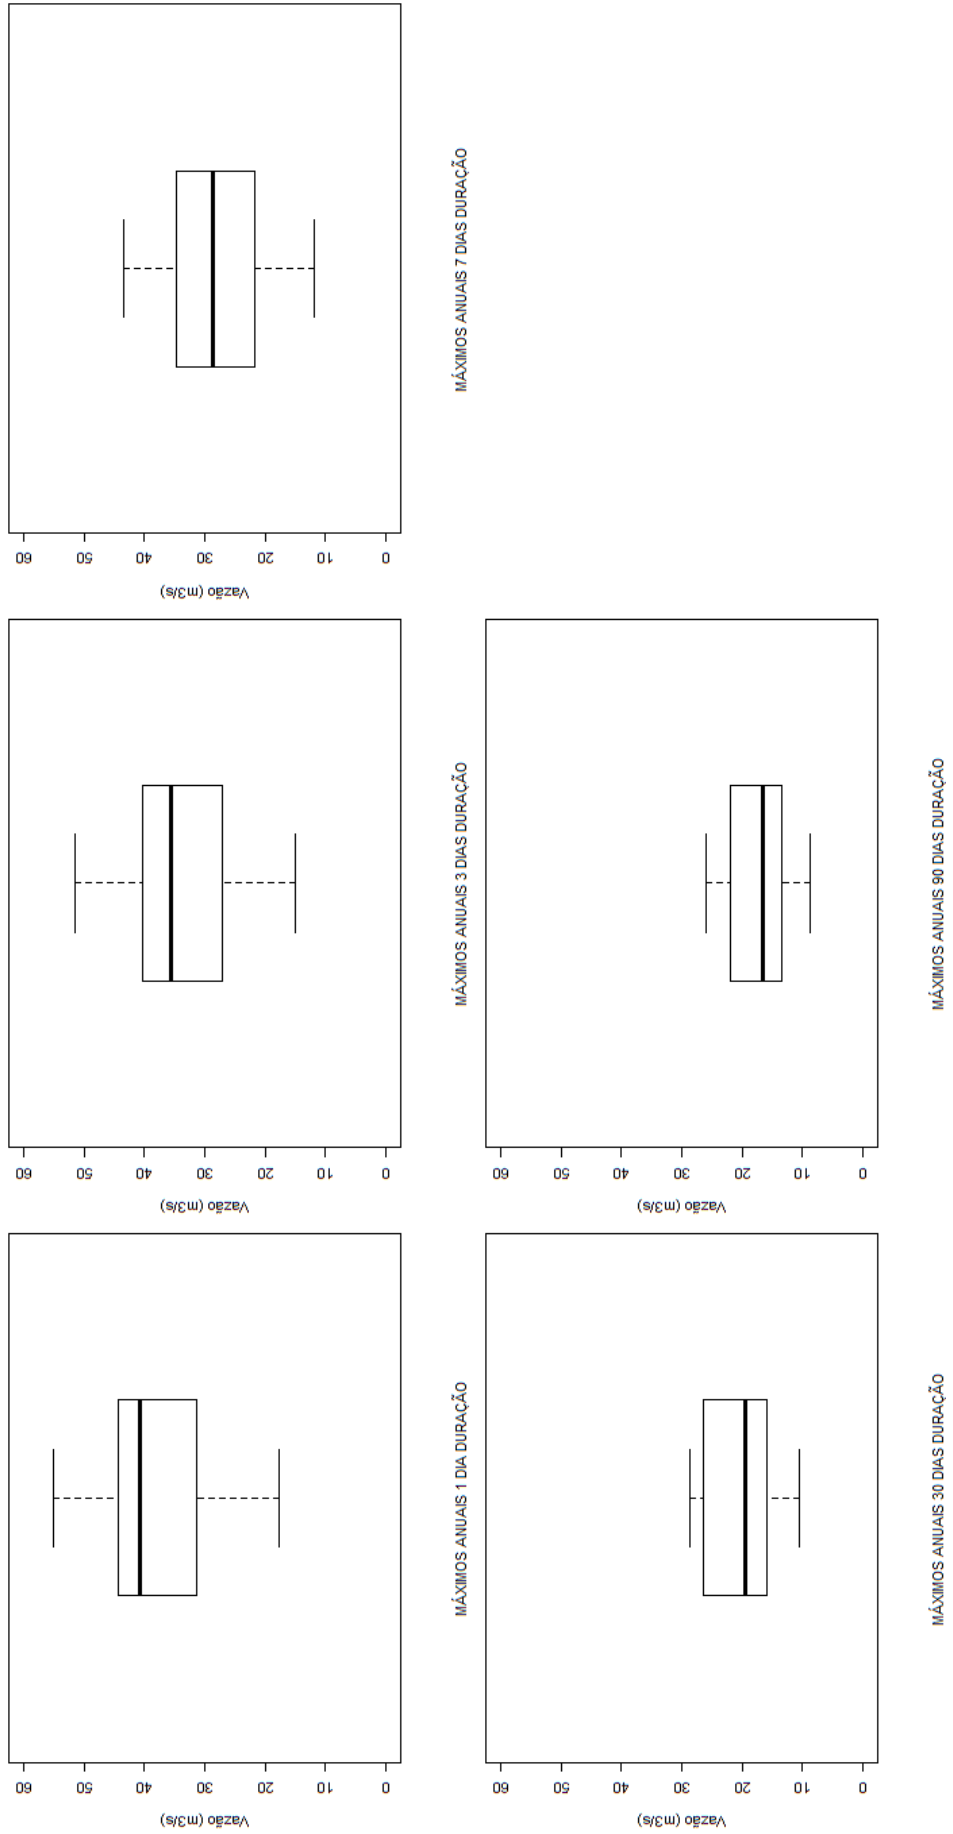 Vazão (m3/s)
0 10 20 30 40 50 60
MÁXIMOS ANUAIS 1 DIA DURAÇÃO
Vazão (m3/s)
0 10 20 30 40 50 60
MÁXIMOS ANUAIS 3 DIAS DURAÇÃO
Vazão (m3/s)
0 10 20 30 40 50 60
MÁXIMOS ANUAIS 7 DIAS DURAÇÃO
Vazão (m3/s)
0 10 20 30 40 50 60
MÁXIMOS ANUAIS 30 DIAS DURAÇÃO
Vazão (m3/s)
0 10 20 30 40 50 60
MÁXIMOS ANUAIS 90 DIAS DURAÇÃO